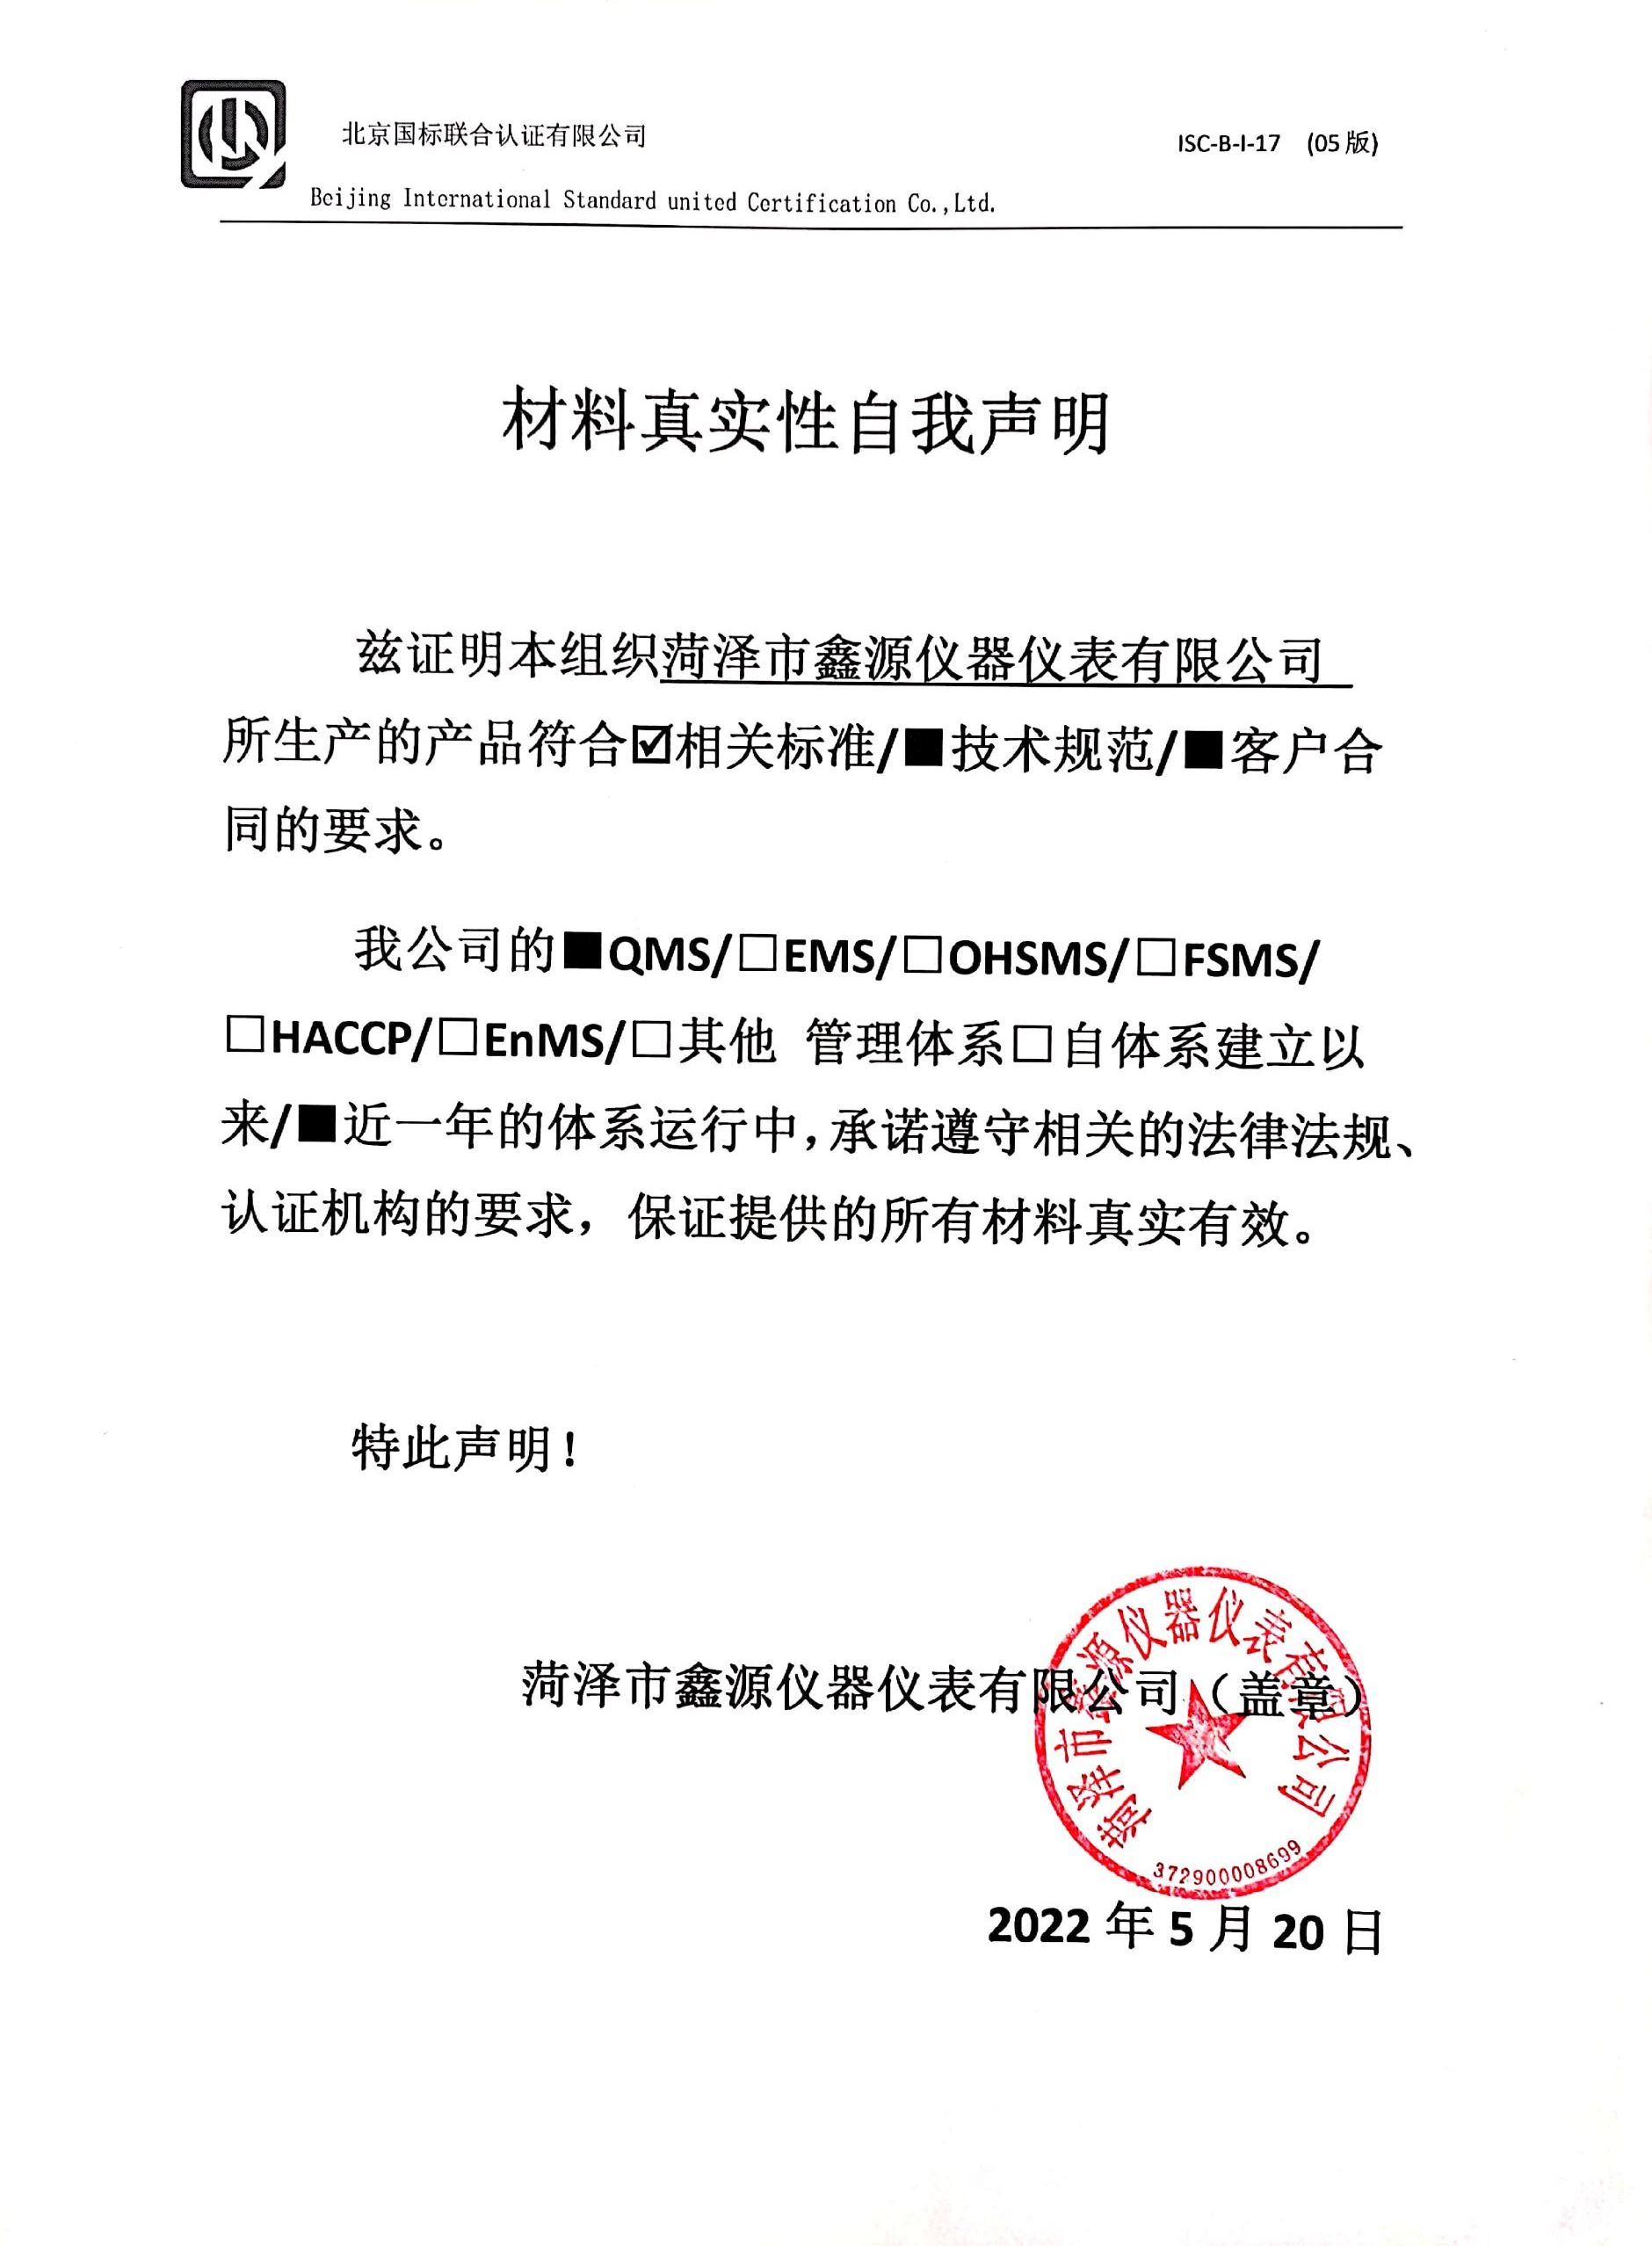 北京国标联合认证有限公司
ISC-B-I-17 (05版)
Beijing International Standard united Certification Co.,Ltd.
材料真实性自我声明
兹证明本组织菏泽市鑫源仪器仪表有限公司
所生产的产品符合☑相关标准/■技术规范/■客户合
同的要求。
我公司的■QMS/□EMS/□OHSMS/□FSMS/
□HACCP/□EnMS/□其他 管理体系□自体系建立以
来/■近一年的体系运行中,承诺遵守相关的法律法规、
认证机构的要求，保证提供的所有材料真实有效。
特此声明！
菏泽市鑫源仪器仪表有限公司（盖章）
菏泽市鑫源仪器仪表有限公司
372900008699
2022 年 5 月 20 日